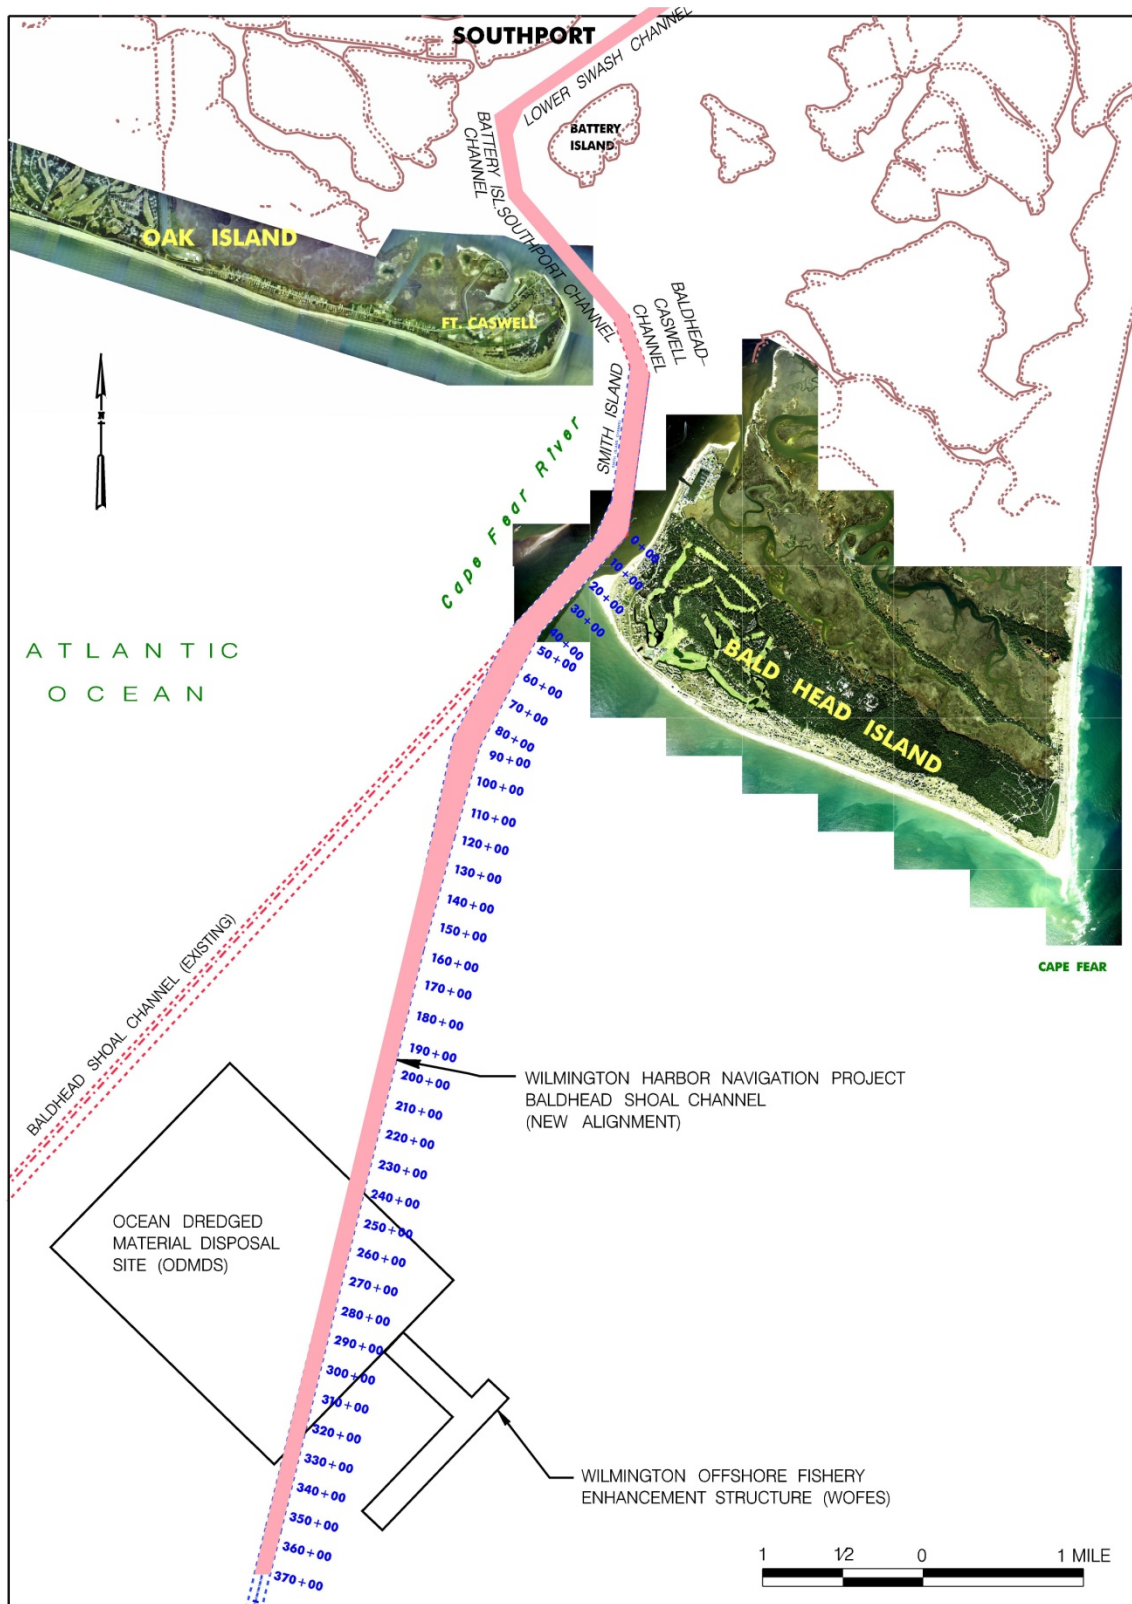 SOUTHPORT
LOWER SWASH CHANNEL
BATTERY
ISLAND
BATTERY ISL.
CHANNEL
SOUTHPORT CHANNEL
OAK ISLAND
FT. CASWELL
BALDHEAD-
CASWELL
CHANNEL
SMITH ISLAND
N
Cape Fear River
ATLANTIC
OCEAN
BALD HEAD ISLAND
CAPE FEAR
0+00
10+00
20+00
30+00
40+00
50+00
60+00
70+00
80+00
90+00
100+00
110+00
120+00
130+00
140+00
150+00
160+00
170+00
180+00
190+00
200+00
210+00
220+00
230+00
240+00
250+00
260+00
270+00
280+00
290+00
300+00
310+00
320+00
330+00
340+00
350+00
360+00
370+00
BALDHEAD SHOAL CHANNEL (EXISTING)
WILMINGTON HARBOR NAVIGATION PROJECT
BALDHEAD SHOAL CHANNEL
(NEW ALIGNMENT)
OCEAN DREDGED
MATERIAL DISPOSAL
SITE (ODMDS)
WILMINGTON OFFSHORE FISHERY
ENHANCEMENT STRUCTURE (WOFES)
1 1/2 0 1 MILE